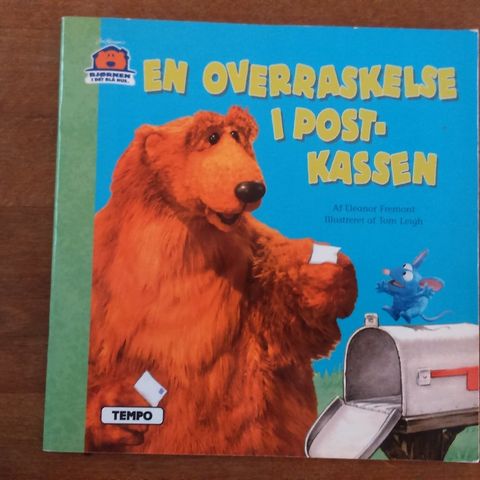 BJØRNEN
I DET BLÅ HUS
EN OVERRASKELSE
I POST-
KASSEN
Af Eleanor Fremont
Illustreret af Tom Leigh
TEMPO